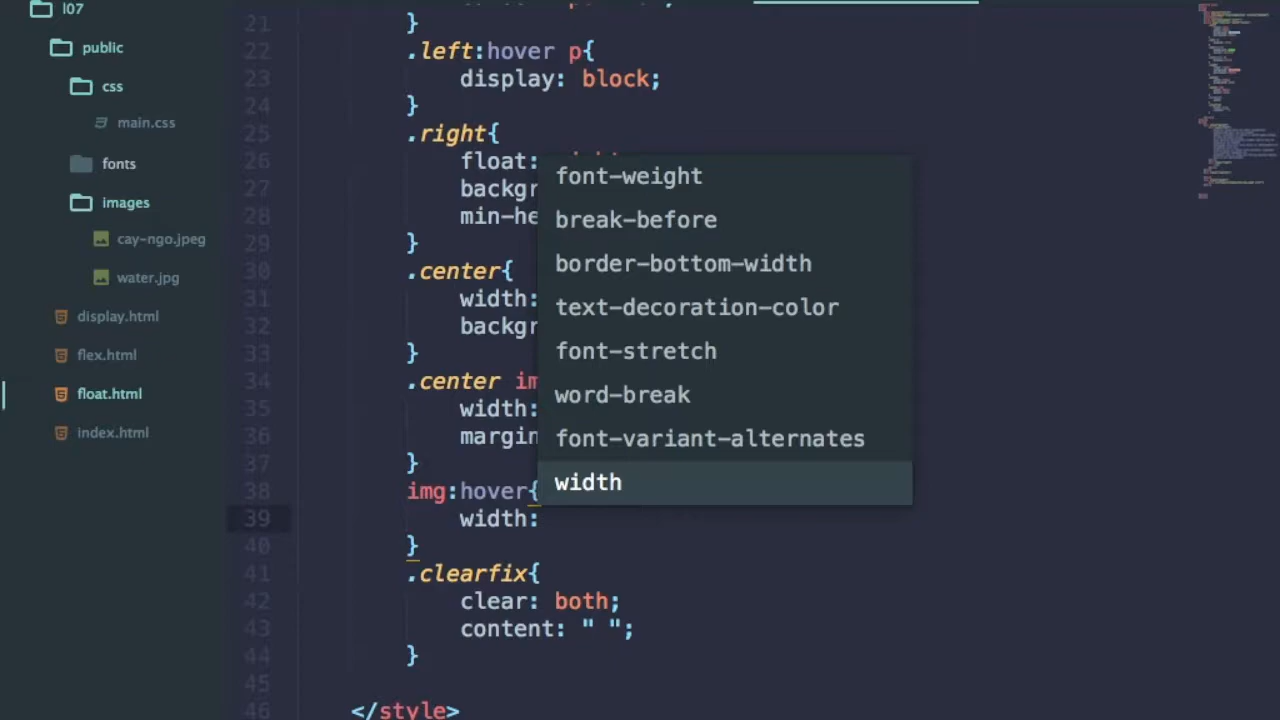 l07
public
css
main.css
fonts
images
cay-ngo.jpeg
water.jpg
display.html
flex.html
float.html
index.html
21 }
22 .left:hover p{
23 display: block;
24 }
25 .right{
26 float:
27 backgr
28 min-he
29 }
30 .center{
31 width:
32 backgr
33 }
34 .center im
35 width:
36 margin
37 }
38 img:hover{
39 width:
40 }
41 .clearfix{
42 clear: both;
43 content: " ";
44 }
45
46 </style>
font-weight
break-before
border-bottom-width
text-decoration-color
font-stretch
word-break
font-variant-alternates
width